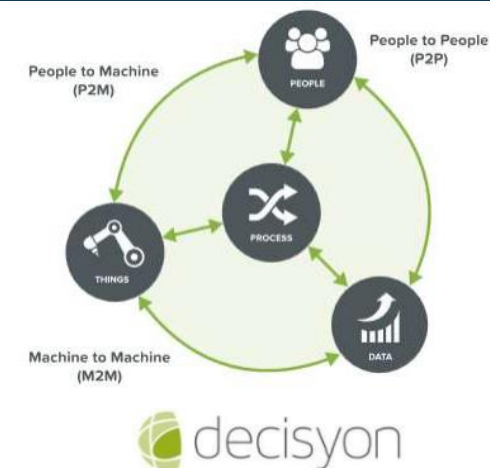 People to People
(P2P)
People to Machine
(P2M)
PEOPLE
PROCESS
THINGS
DATA
Machine to Machine
(M2M)
decisyon